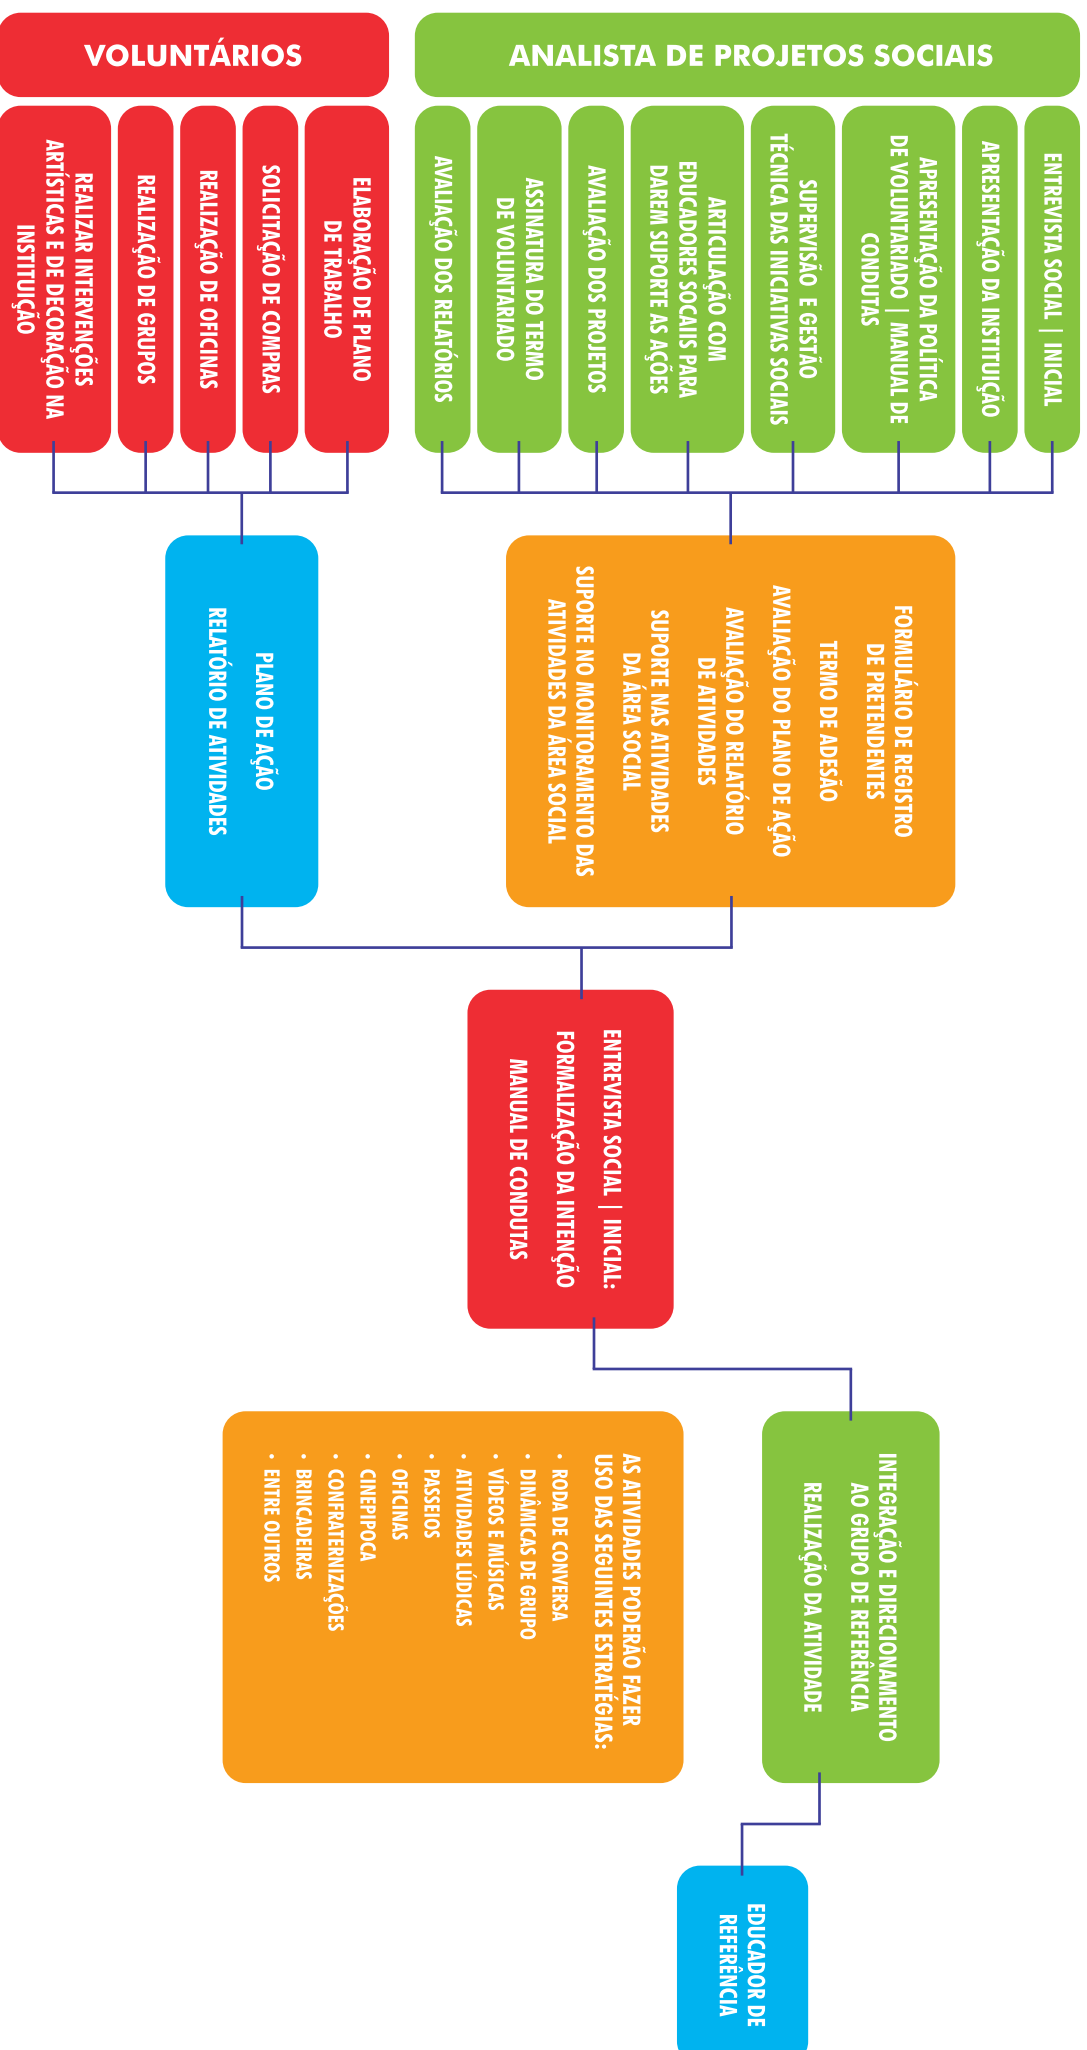 VOLUNTÁRIOS
ANALISTA DE PROJETOS SOCIAIS
ENTREVISTA SOCIAL | INICIAL
APRESENTAÇÃO DA INSTITUIÇÃO
APRESENTAÇÃO DA POLÍTICA
DE VOLUNTARIADO | MANUAL DE
CONDUTAS
SUPERVISÃO E GESTÃO
TÉCNICA DAS INICIATIVAS SOCIAIS
ARTICULAÇÃO COM
EDUCADORES SOCAIS PARA
DAREM SUPORTE AS AÇÕES
AVALIAÇÃO DOS PROJETOS
ASSINATURA DO TERMO
DE VOLUNTARIADO
AVALIAÇÃO DOS RELATÓRIOS
ELABORAÇÃO DE PLANO
DE TRABALHO
SOLICITAÇÃO DE COMPRAS
REALIZAÇÃO DE OFICINAS
REALIZAÇÃO DE GRUPOS
REALIZAR INTERVENÇÕES
ARTÍSTICAS E DE DECORAÇÃO NA
INSTITUIÇÃO
FORMULÁRIO DE REGISTRO
DE PRETENDENTES
TERMO DE ADESÃO
AVALIAÇÃO DO PLANO DE AÇÃO
AVALIAÇÃO DO RELATÓRIO
DE ATIVIDADES
SUPORTE NAS ATIVIDADES
DA ÁREA SOCIAL
SUPORTE NO MONITORAMENTO DAS
ATIVIDADES DA ÁREA SOCIAL
PLANO DE AÇÃO
RELATÓRIO DE ATIVIDADES
ENTREVISTA SOCIAL | INICIAL:
FORMALIZAÇÃO DA INTENÇÃO
MANUAL DE CONDUTAS
INTEGRAÇÃO E DIRECIONAMENTO
AO GRUPO DE REFERÊNCIA
REALIZAÇÃO DA ATIVIDADE
AS ATIVIDADES PODERÃO FAZER
USO DAS SEGUINTES ESTRATÉGIAS:
• RODA DE CONVERSA
• DINÂMICAS DE GRUPO
• VÍDEOS E MÚSICAS
• ATIVIDADES LÚDICAS
• PASSEIOS
• OFICINAS
• CINEPIPOCA
• CONFRATERNIZAÇÕES
• BRINCADEIRAS
• ENTRE OUTROS
EDUCADOR DE
REFERÊNCIA